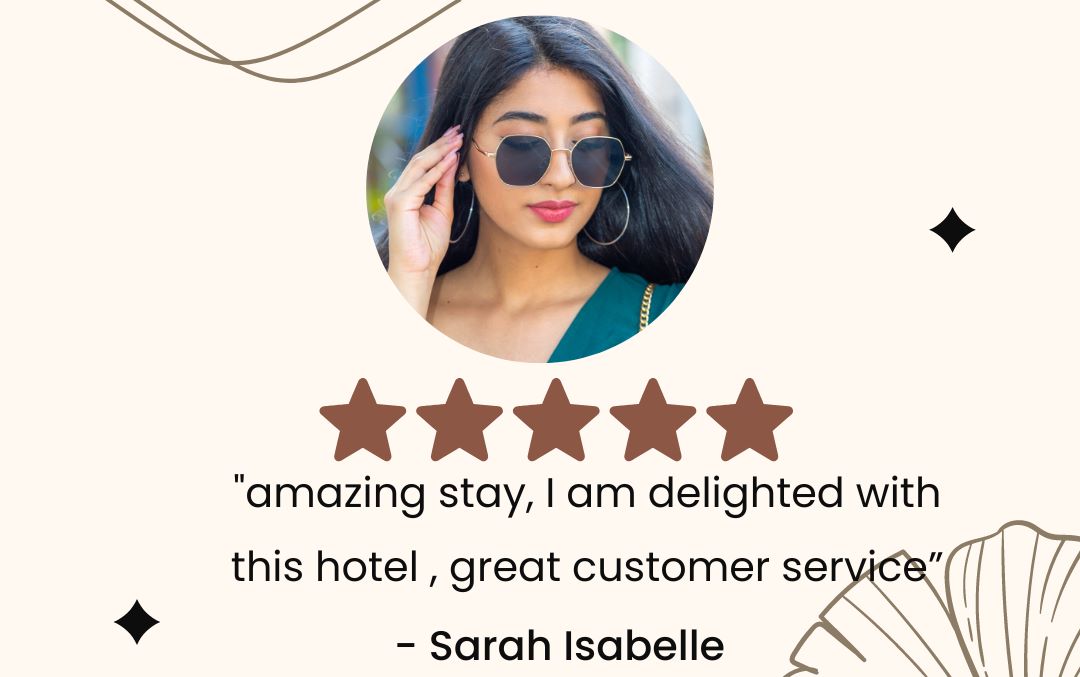 "amazing stay, I am delighted with
this hotel , great customer service”
- Sarah Isabelle